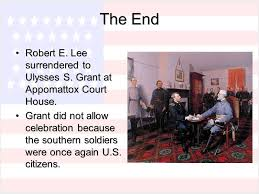 The End
• Robert E. Lee
surrendered to
Ulysses S. Grant at
Appomattox Court
House.
• Grant did not allow
celebration because
the southern soldiers
were once again U.S.
citizens.